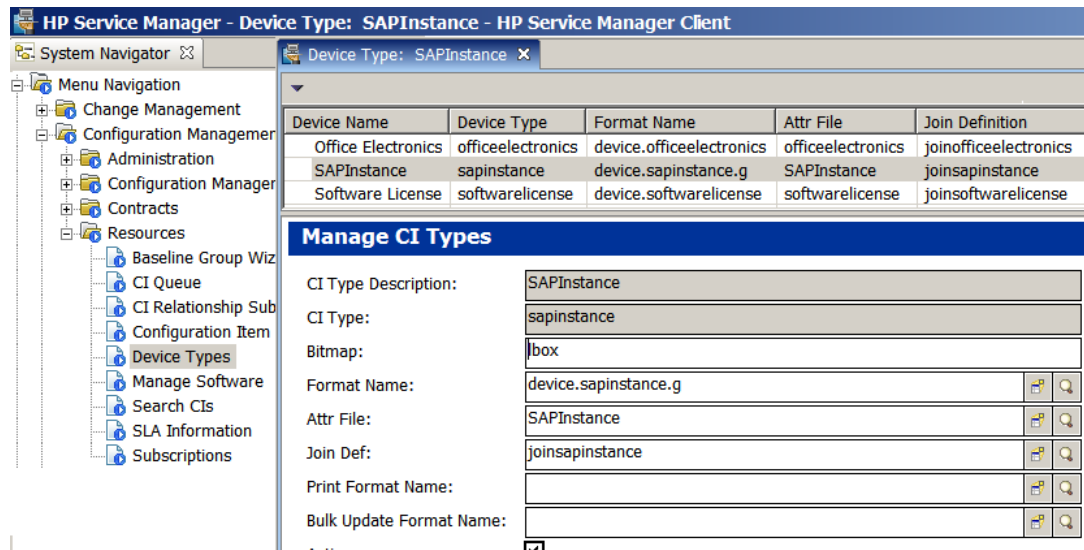 HP Service Manager - Device Type: SAPInstance - HP Service Manager Client
System Navigator
Device Type: SAPInstance
Menu Navigation
Change Management
Configuration Managemer
Administration
Configuration Manager
Contracts
Resources
Baseline Group Wiz
CI Queue
CI Relationship Sub
Configuration Item
Device Types
Manage Software
Search CIs
SLA Information
Subscriptions
Device Name Device Type Format Name Attr File Join Definition
Office Electronics officeelectronics device.officeelectronics officeelectronics joinofficeelectronics
SAPInstance sapinstance device.sapinstance.g SAPInstance joinsapinstance
Software License softwarelicense device.softwarelicense softwarelicense joinsoftwarelicense
Manage CI Types
CI Type Description: SAPInstance
CI Type: sapinstance
Bitmap: lbox
Format Name: device.sapinstance.g
Attr File: SAPInstance
Join Def: joinsapinstance
Print Format Name:
Bulk Update Format Name: